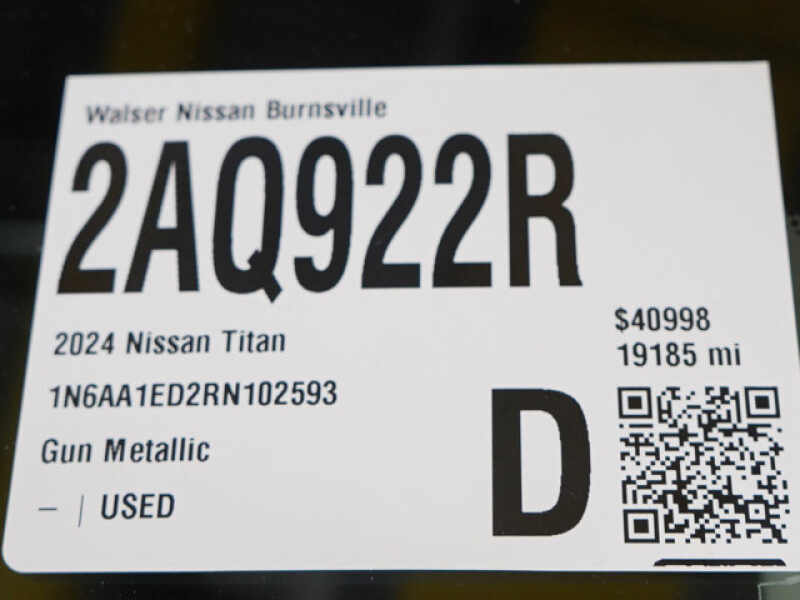 Walser Nissan Burnsville
2AQ922R
2024 Nissan Titan
$40998
1N6AA1ED2RN102593
19185 mi
Gun Metallic
D
– | USED